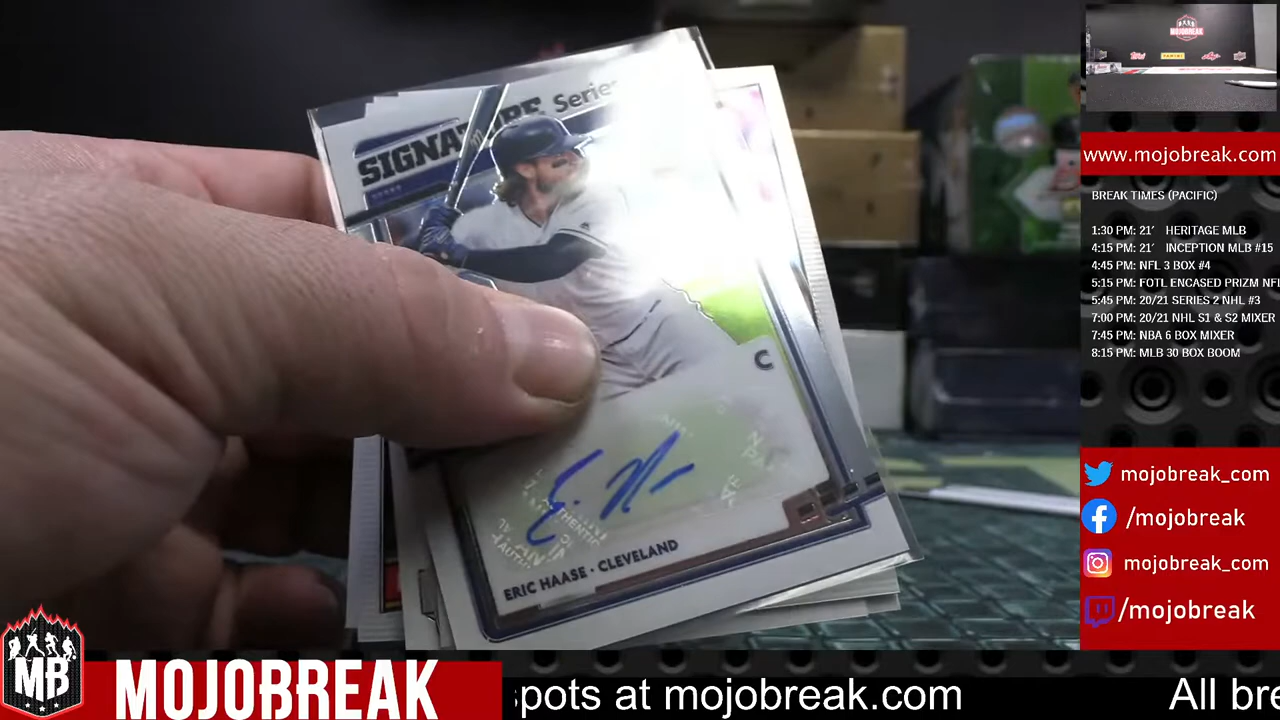 SIGNATURE Series
C
ERIC HAASE · CLEVELAND
MOJOBREAK
www.mojobreak.com
BREAK TIMES (PACIFIC)
1:30 PM: 21' HERITAGE MLB
4:15 PM: 21' INCEPTION MLB #15
4:45 PM: NFL 3 BOX #4
5:15 PM: FOTL ENCASED PRIZM NFL
5:45 PM: 20/21 SERIES 2 NHL #3
7:00 PM: 20/21 NHL S1 & S2 MIXER
7:45 PM: NBA 6 BOX MIXER
8:15 PM: MLB 30 BOX BOOM
mojobreak_com
/mojobreak
mojobreak_com
/mojobreak
MB
MOJOBREAK
spots at mojobreak.com
All bre